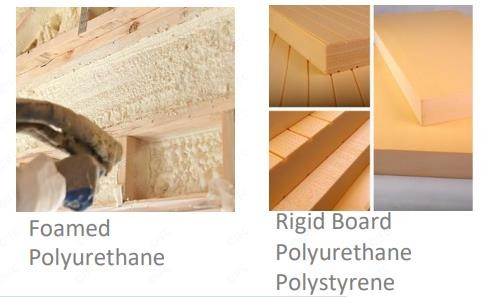 Foamed
Polyurethane
Rigid Board
Polyurethane
Polystyrene